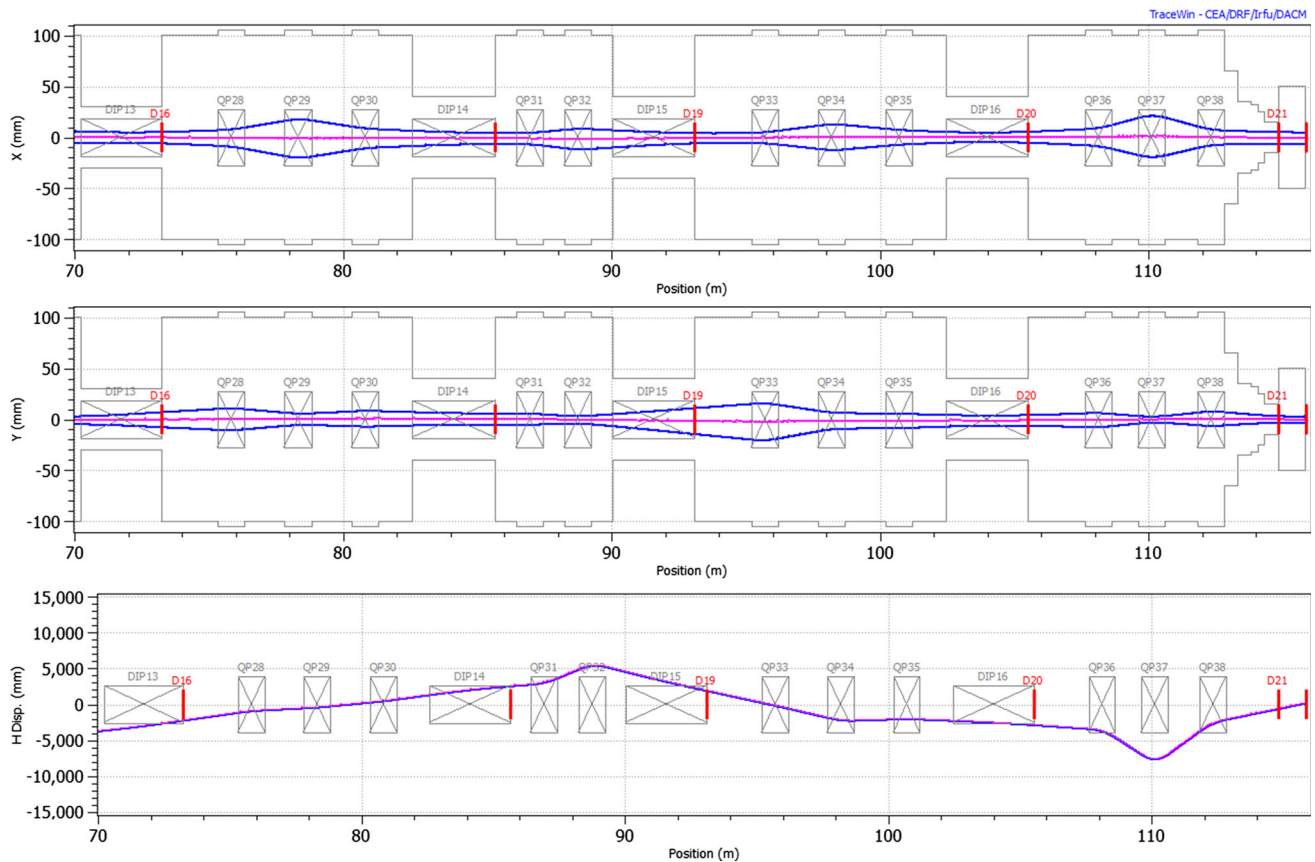 TraceWin - CEA/DRF/Irfu/DACM
X (mm)
100
50
0
-50
-100
DIP13 D16 QP28 QP29 QP30 DIP14 QP31 QP32 DIP15 D19 QP33 QP34 QP35 DIP16 D20 QP36 QP37 QP38 D21
70 80 90 100 110
Position (m)
Y (mm)
100
50
0
-50
-100
DIP13 D16 QP28 QP29 QP30 DIP14 QP31 QP32 DIP15 D19 QP33 QP34 QP35 DIP16 D20 QP36 QP37 QP38 D21
70 80 90 100 110
Position (m)
H Disp. (mm)
15,000
10,000
5,000
0
-5,000
-10,000
-15,000
DIP13 D16 QP28 QP29 QP30 DIP14 QP31 QP32 DIP15 D19 QP33 QP34 QP35 DIP16 D20 QP36 QP37 QP38 D21
70 80 90 100 110
Position (m)